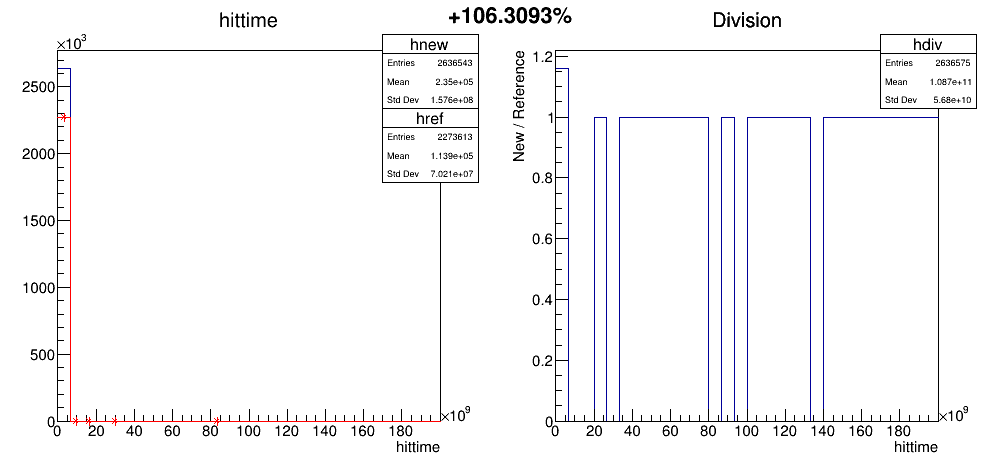 +106.3093%
hittime
×10³
hnew
Entries 2636543
Mean 2.35e+05
Std Dev 1.576e+08
href
Entries 2273613
Mean 1.139e+05
Std Dev 7.021e+07
2500
2000
1500
1000
500
0
0 20 40 60 80 100 120 140 160 180
×10⁹
hittime
Division
hdiv
Entries 2636575
Mean 1.087e+11
Std Dev 5.68e+10
New / Reference
1.2
1
0.8
0.6
0.4
0.2
0
0 20 40 60 80 100 120 140 160 180
×10⁹
hittime